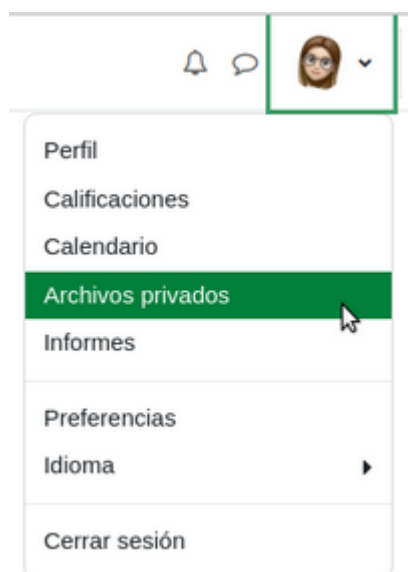 Perfil
Calificaciones
Calendario
Archivos privados
Informes
Preferencias
Idioma
Cerrar sesión